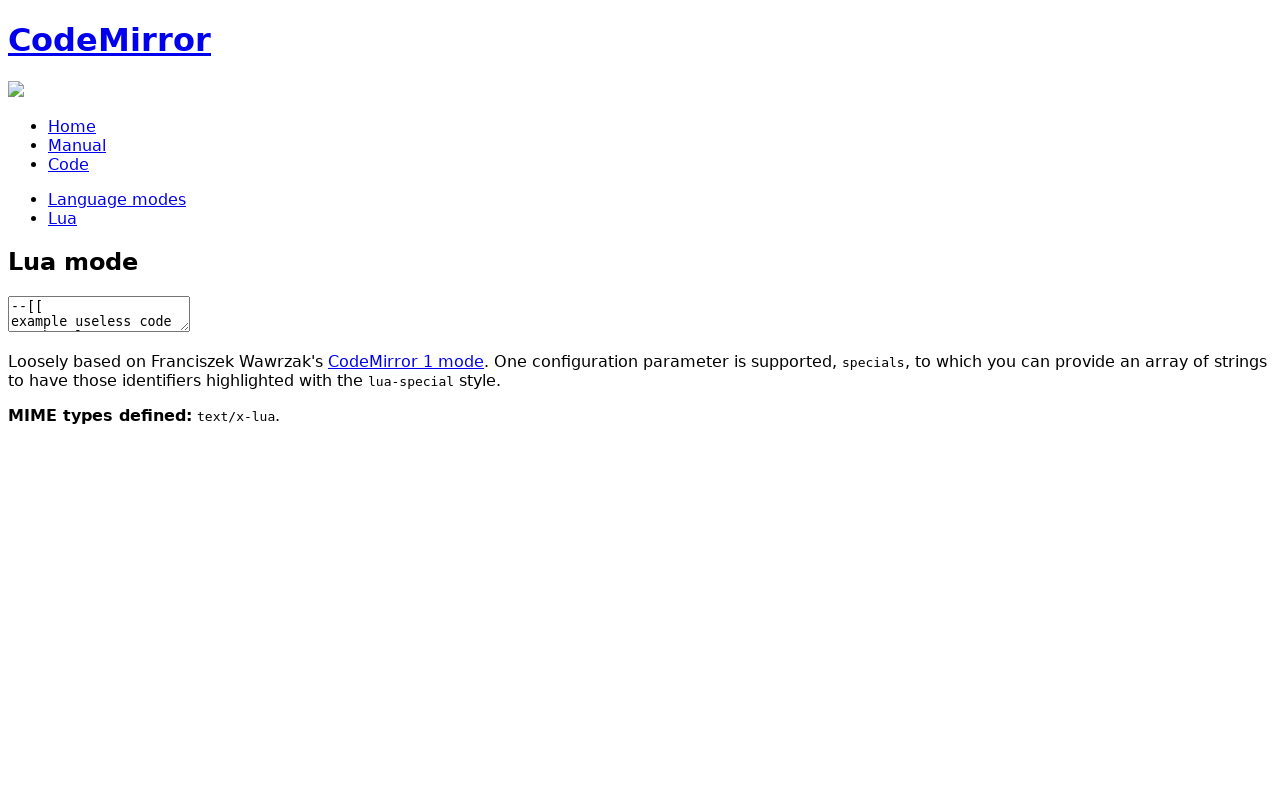 CodeMirror
Home
Manual
Code
Language modes
Lua
Lua mode
--[[
example useless code
Loosely based on Franciszek Wawrzak's CodeMirror 1 mode. One configuration parameter is supported, specials, to which you can provide an array of strings
to have those identifiers highlighted with the lua-special style.
MIME types defined: text/x-lua.